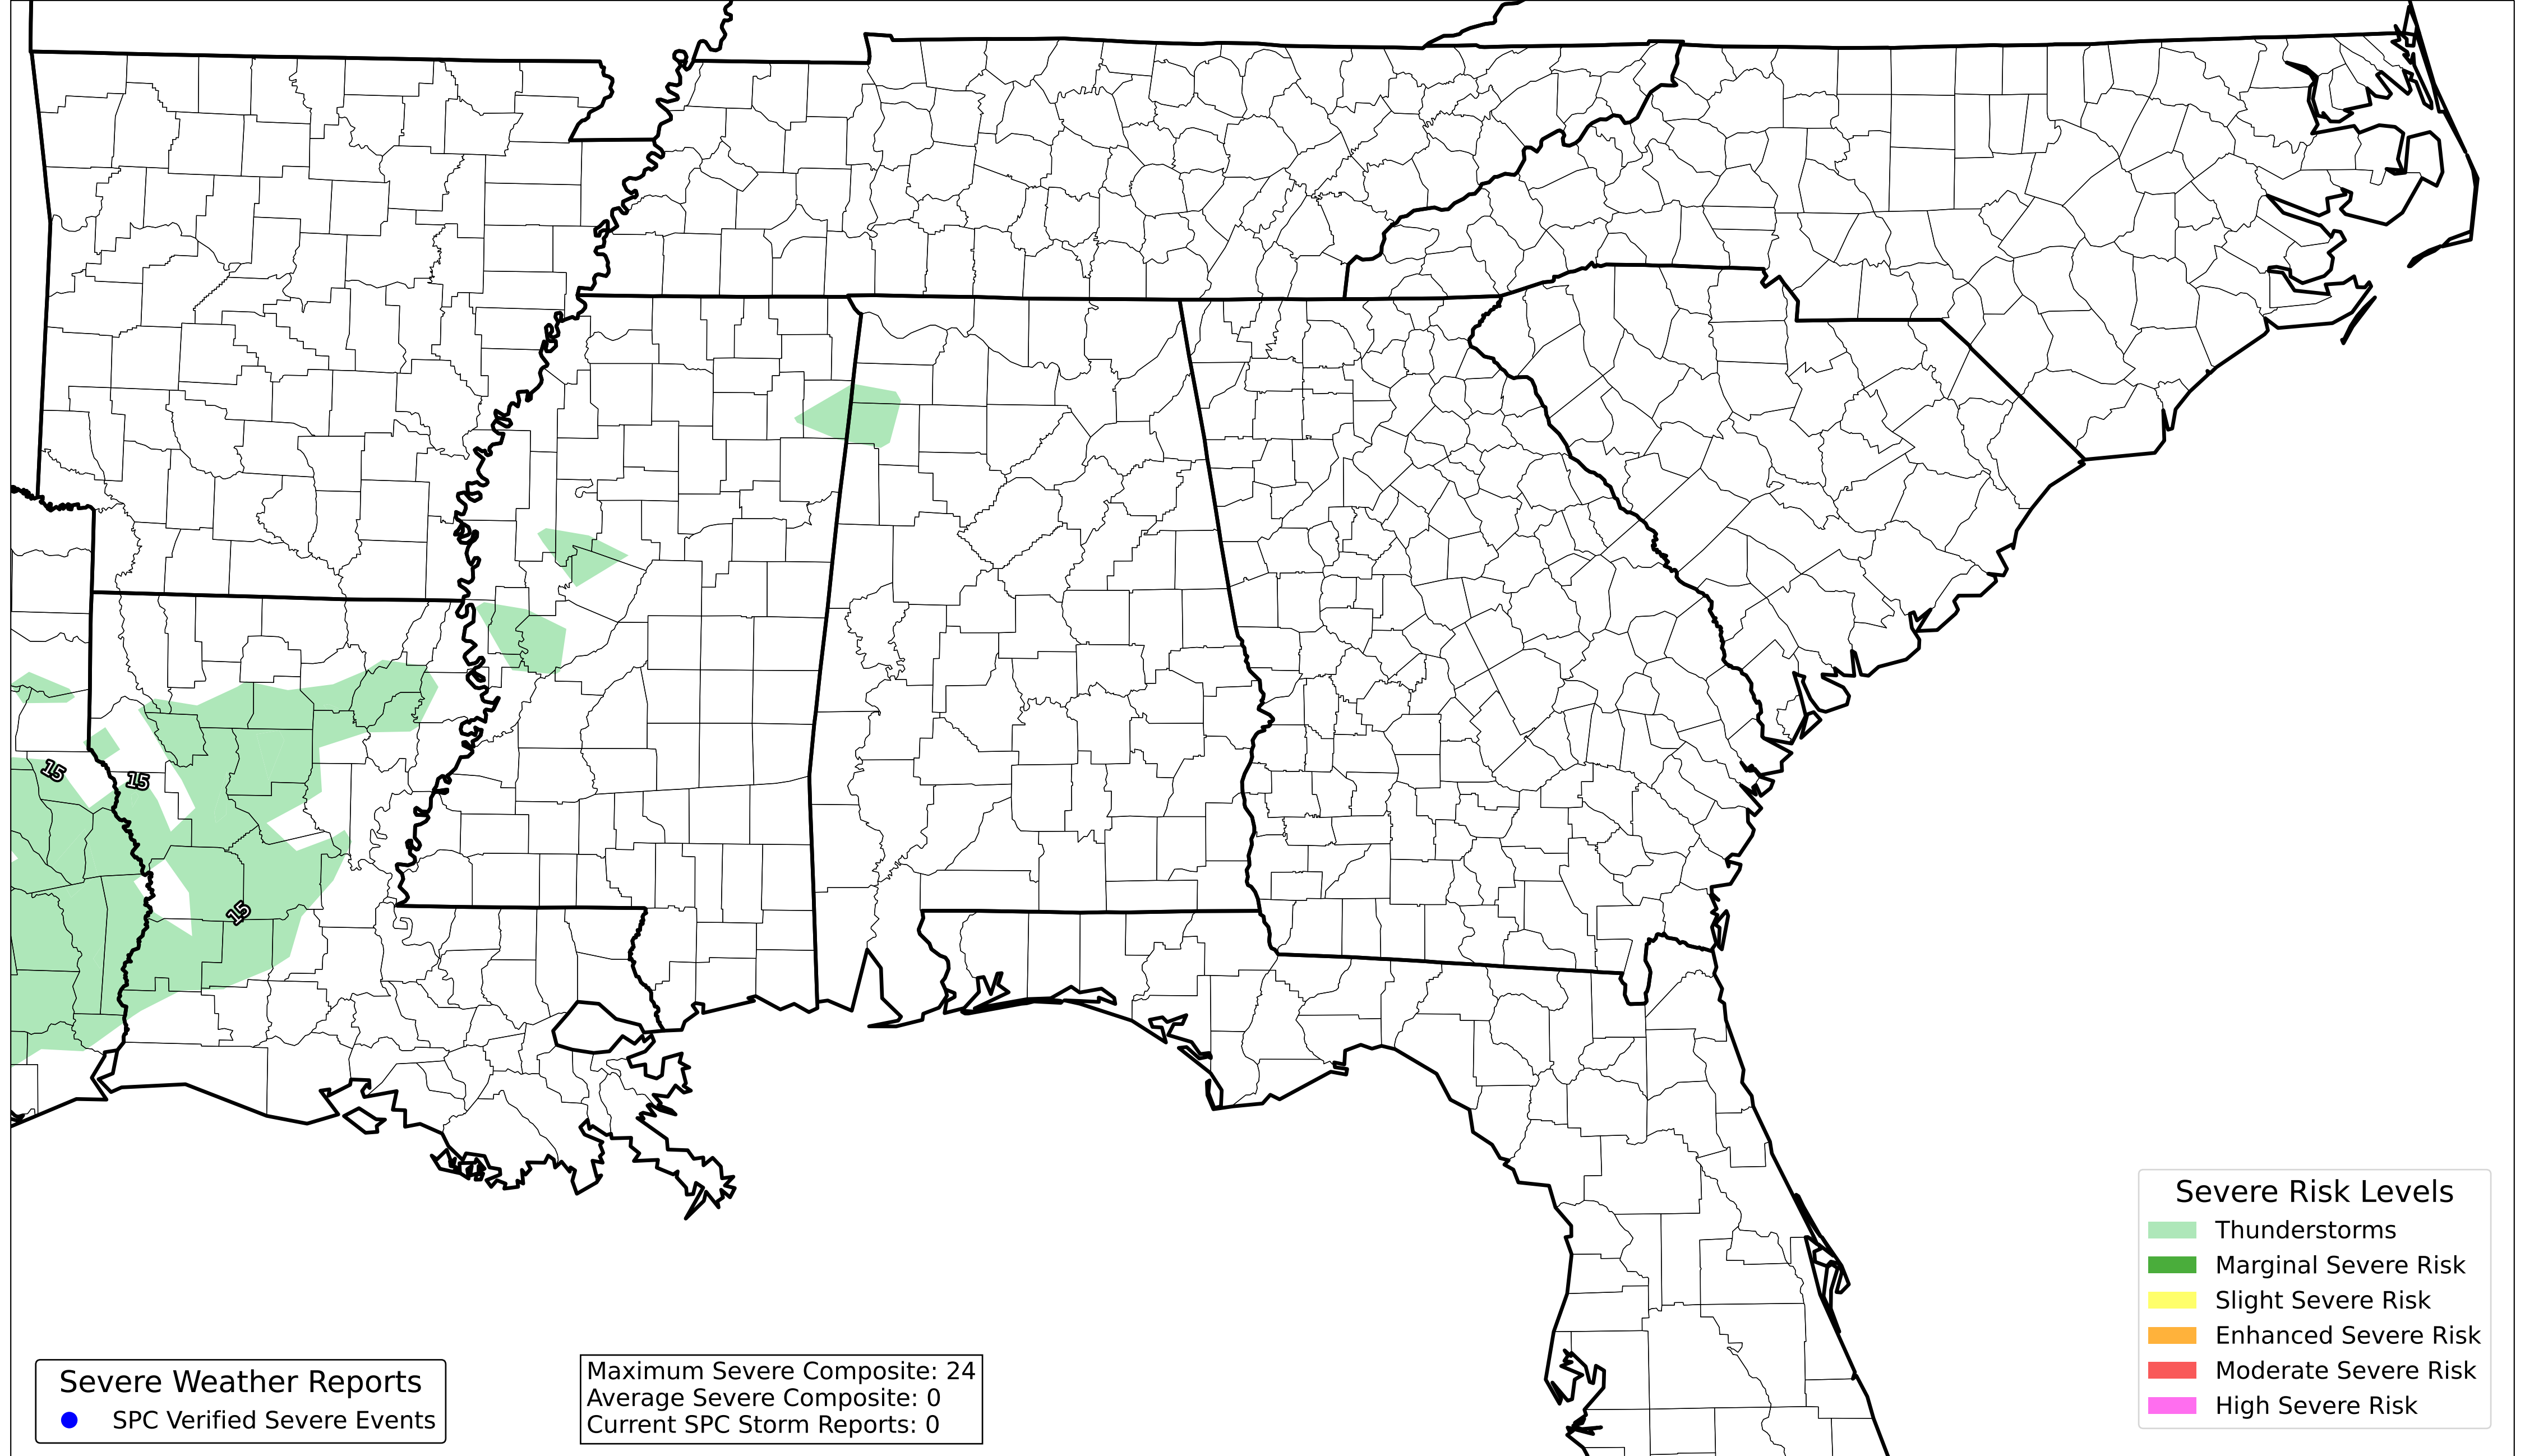 15
15
15
Severe Risk Levels
Thunderstorms
Marginal Severe Risk
Slight Severe Risk
Enhanced Severe Risk
Moderate Severe Risk
High Severe Risk
Severe Weather Reports
SPC Verified Severe Events
Maximum Severe Composite: 24
Average Severe Composite: 0
Current SPC Storm Reports: 0